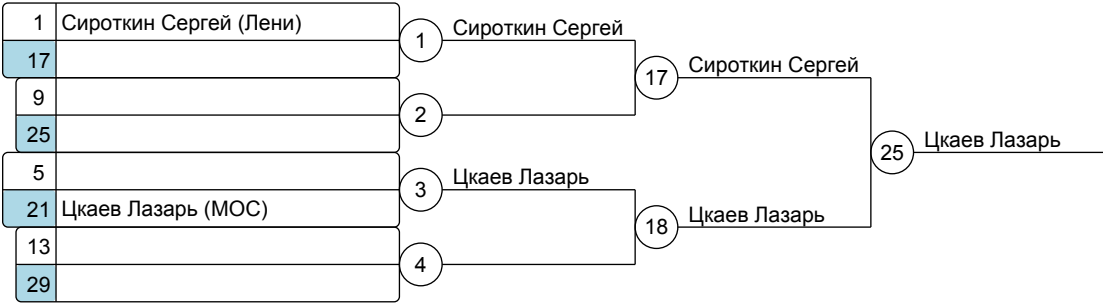 1 Сироткин Сергей (Лени)
17
1 Сироткин Сергей
9
25
2
17 Сироткин Сергей
5
21 Цкаев Лазарь (МОС)
3 Цкаев Лазарь
13
29
4
18 Цкаев Лазарь
25 Цкаев Лазарь